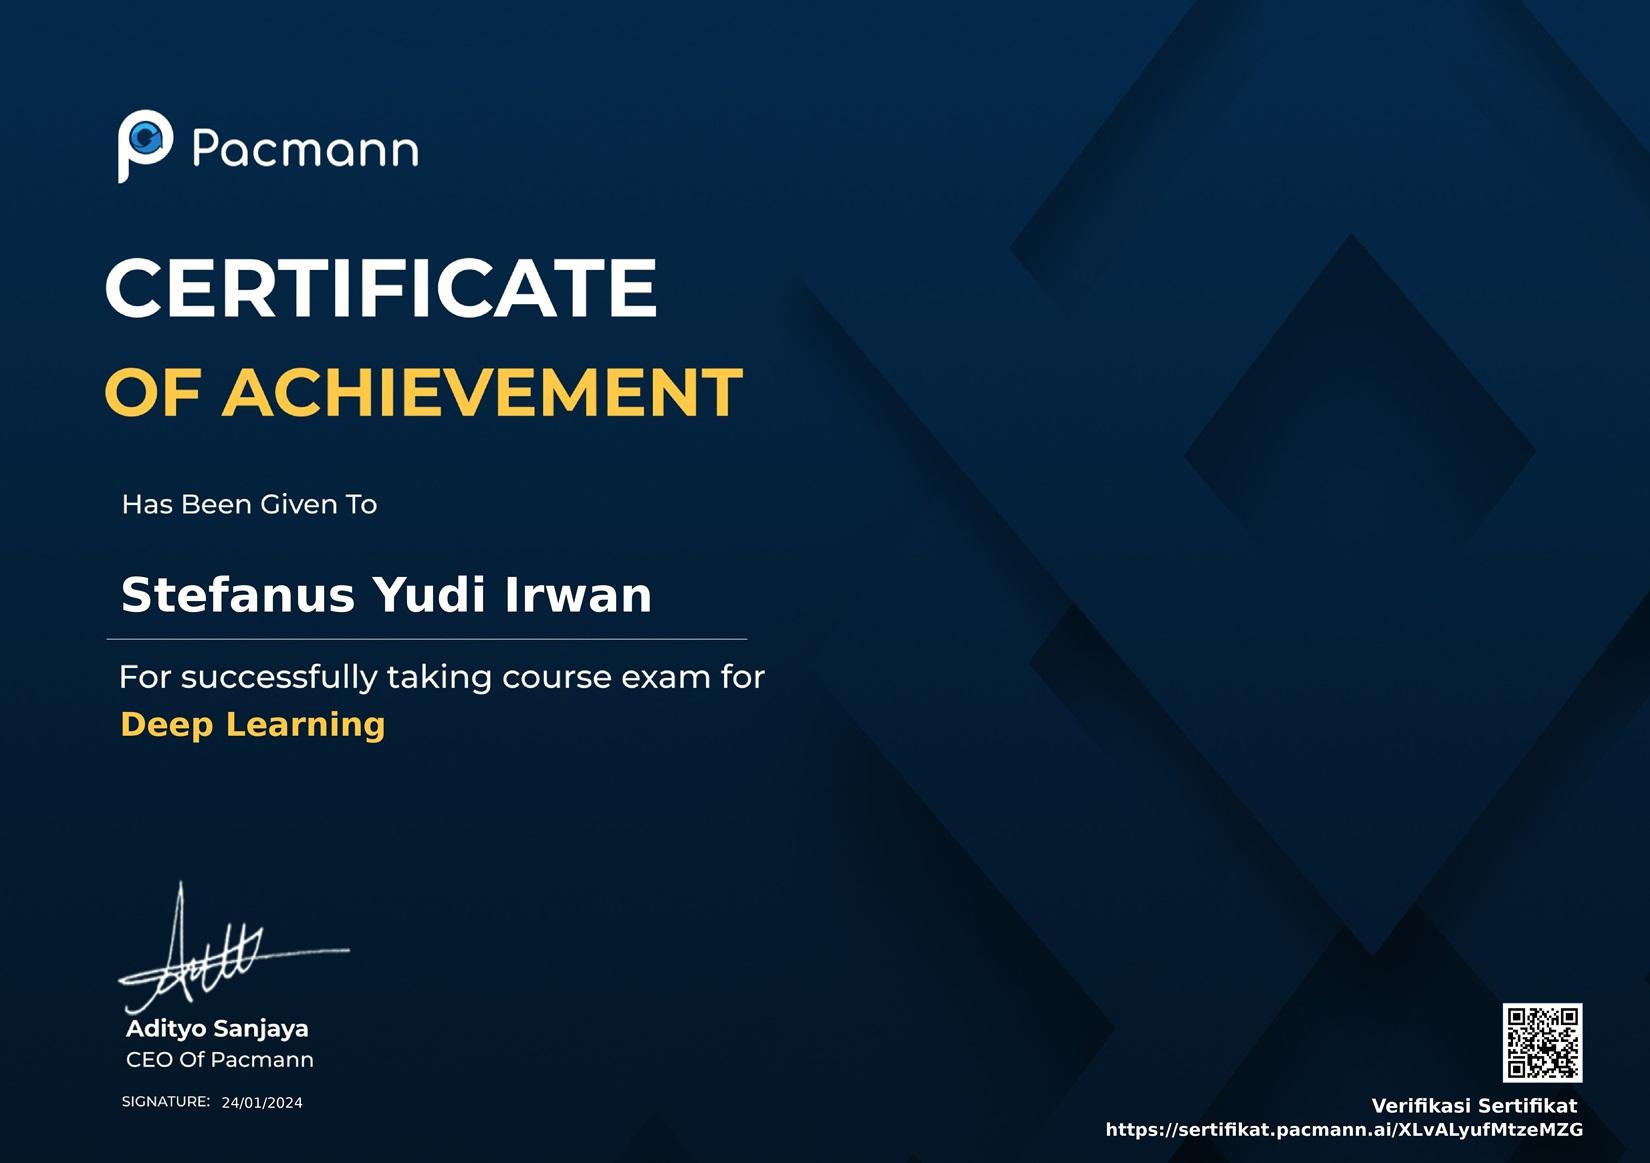 Pacmann
CERTIFICATE
OF ACHIEVEMENT
Has Been Given To
Stefanus Yudi Irwan
For successfully taking course exam for
Deep Learning
Adityo Sanjaya
CEO Of Pacmann
SIGNATURE: 24/01/2024
Verifikasi Sertifikat
https://sertifikat.pacmann.ai/XLvALyufMtzeMZG